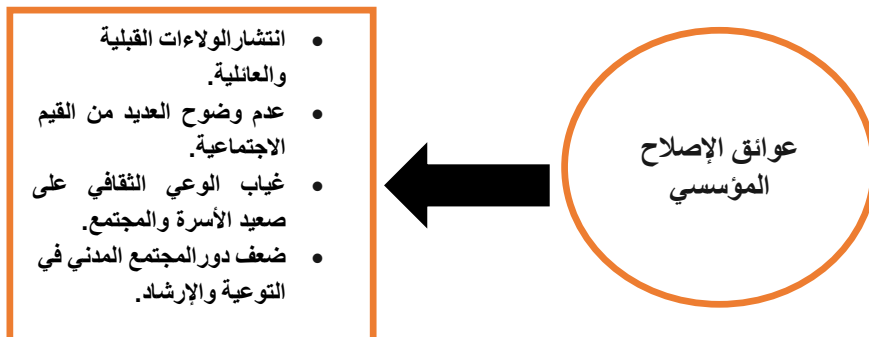 عوائق الإصلاح
المؤسسي
• انتشارالولاءات القبلية
والعائلية.
• عدم وضوح العديد من القيم
الاجتماعية.
• غياب الوعي الثقافي على
صعيد الأسرة والمجتمع.
• ضعف دورالمجتمع المدني في
التوعية والإرشاد.